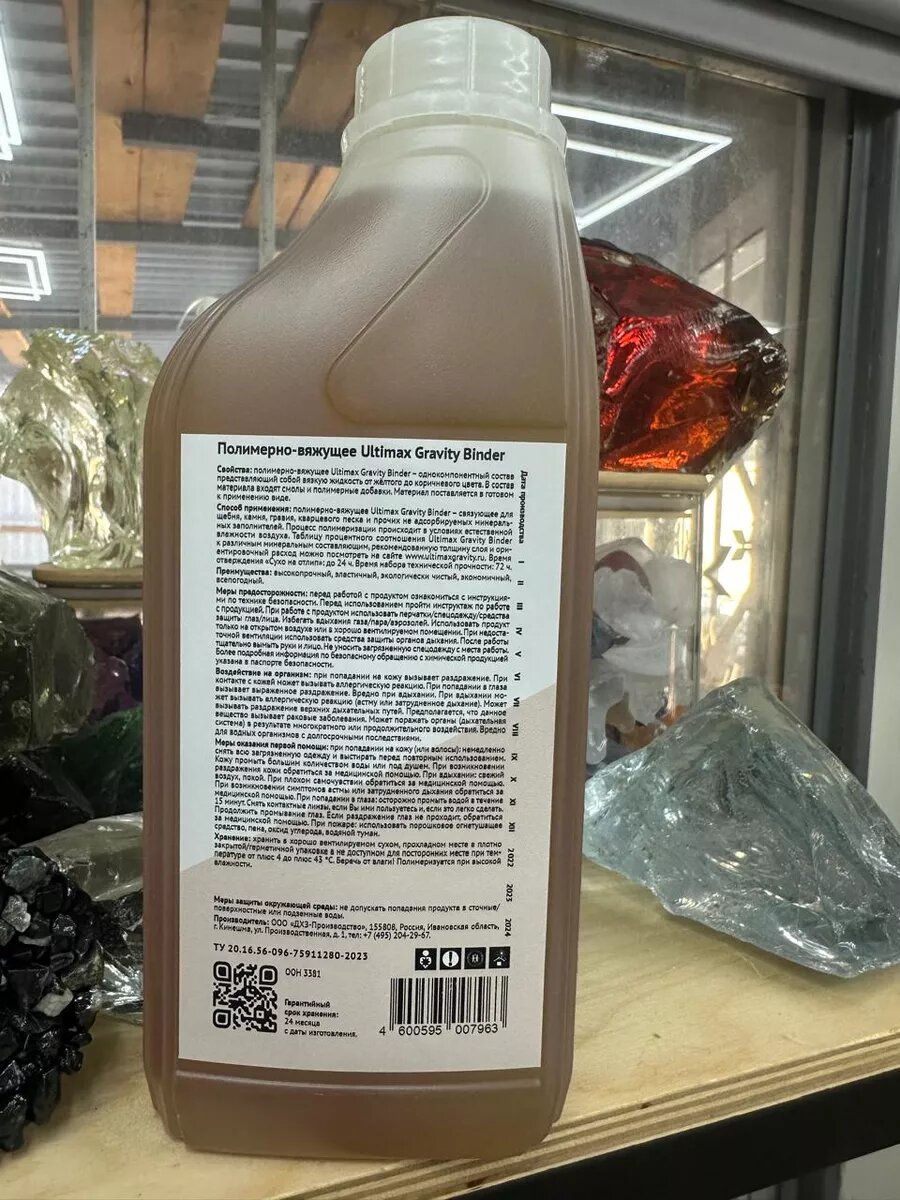 Полимерно-вяжущее Ultimax Gravity Binder
Свойства: полимерно-вяжущее Ultimax Gravity Binder – однокомпонентный состав
представляющий собой вязкую жидкость от жёлтого до коричневого цвета. В состав
материала входят смолы и полимерные добавки. Материал поставляется в готовом
к применению виде.
Способ применения: полимерно-вяжущее Ultimax Gravity Binder – связующее для
щебня, камня, гравия, кварцевого песка и прочих не адсорбируемых минераль-
ных заполнителей. Процесс полимеризации происходит в условиях естественной
влажности воздуха. Таблицу процентного соотношения Ultimax Gravity Binder
к различным минеральным составляющим, рекомендованную толщину слоя и ори-
ентировочный расход можно посмотреть на сайте www.ultimaxgravity.ru. Время
отверждения «Сухо на отлип»: до 24 ч. Время набора технической прочности: 72 ч.
Преимущества: высокопрочный, эластичный, экологически чистый, экономичный,
всепогодный.
Меры предосторожности: перед работой с продуктом ознакомиться с инструкция-
ми по технике безопасности. Перед использованием пройти инструктаж по работе
с продукцией. При работе с продуктом использовать перчатки/спецодежду/средства
защиты глаз/лица. Избегать вдыхания газа/пара/аэрозолей. Использовать продукт
только на открытом воздухе или в хорошо вентилируемом помещении. При недоста-
точной вентиляции использовать средства защиты органов дыхания. После работы
тщательно вымыть руки и лицо. Не уносить загрязненную спецодежду с места работы.
Более подробная информация по безопасному обращению с химической продукцией
указана в паспорте безопасности.
Воздействие на организм: при попадании на кожу вызывает раздражение. При
контакте с кожей может вызывать аллергическую реакцию. При попадании в глаза
вызывает выраженное раздражение. Вредно при вдыхании. При вдыхании мо-
жет вызывать аллергическую реакцию (астму или затрудненное дыхание). Может
вызывать раздражение верхних дыхательных путей. Предполагается, что данное
вещество вызывает раковые заболевания. Может поражать органы (дыхательная
система) в результате многократного или продолжительного воздействия. Вредно
для водных организмов с долгосрочными последствиями.
Меры оказания первой помощи: при попадании на кожу (или волосы): немедленно
снять всю загрязненную одежду и выстирать перед повторным использованием.
Кожу промыть большим количеством воды или под душем. При возникновении
раздражения кожи обратиться за медицинской помощью. При вдыхании: свежий
воздух, покой. При плохом самочувствии обратиться за медицинской помощью.
При возникновении симптомов астмы или затрудненного дыхания обратиться за
медицинской помощью. При попадании в глаза: осторожно промыть водой в течение
15 минут. Снять контактные линзы, если Вы ими пользуетесь и, если это легко сделать.
Продолжить промывание глаз. Если раздражение глаз не проходит, обратиться
за медицинской помощью. При пожаре: использовать порошковое огнетушащее
средство, пена, оксид углерода, водяной туман.
Хранение: хранить в хорошо вентилируемом сухом, прохладном месте в плотно
закрытой/герметичной упаковке в не доступном для посторонних месте при тем-
пературе от плюс 4 до плюс 43 °С. Беречь от влаги! Полимеризуется при высокой
влажности.
Меры защиты окружающей среды: не допускать попадания продукта в сточные/
поверхностные или подземные воды.
Производитель: ООО «ДХЗ-Производство», 155808, Россия, Ивановская область,
г. Кинешма, ул. Производственная, д. 1, тел: +7 (495) 204-29-67.
ТУ 20.16.56-096-75911280-2023
ООН 3381
Гарантийный
срок хранения:
24 месяца
с даты изготовления.
4 600595 007963
Дата производства I II III IV V VI VII VIII IX X XI XII 2022 2023 2024